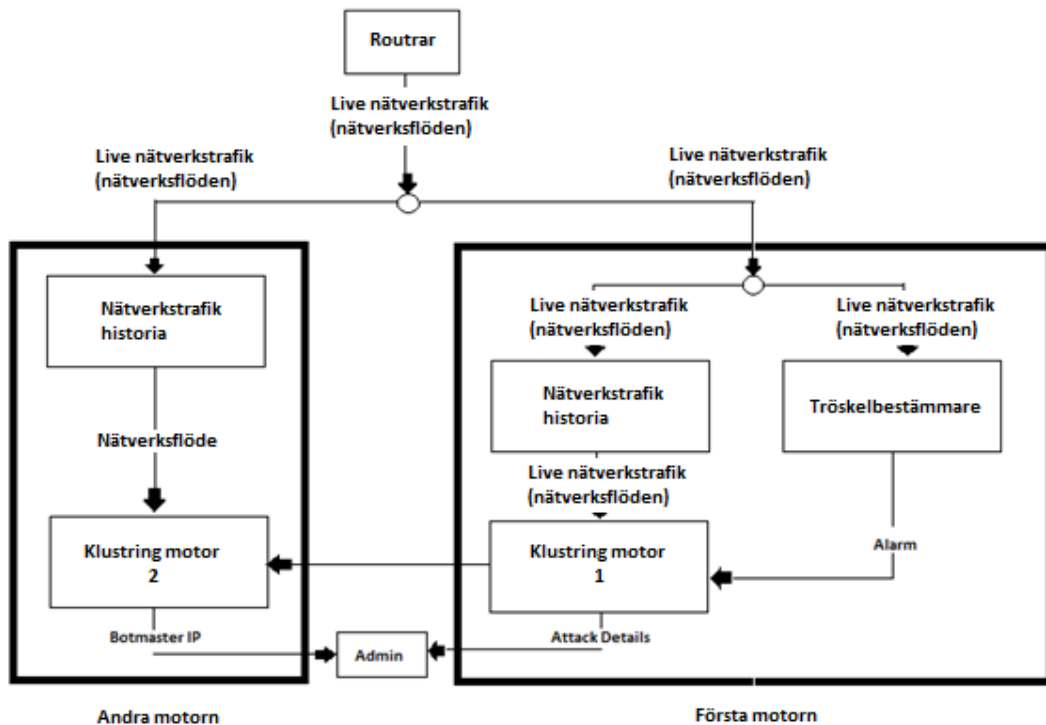 Routrar
Live nätverkstrafik
(nätverksflöden)
Live nätverkstrafik
(nätverksflöden)
Live nätverkstrafik
(nätverksflöden)
Nätverkstrafik
historia
Live nätverkstrafik
(nätverksflöden)
Live nätverkstrafik
(nätverksflöden)
Nätverkstrafik
historia
Tröskelbestämmare
Nätverksflöde
Live nätverkstrafik
(nätverksflöden)
Klustring motor
2
Klustring motor
1
Alarm
Botmaster IP
Admin
Attack Details
Andra motorn
Första motorn